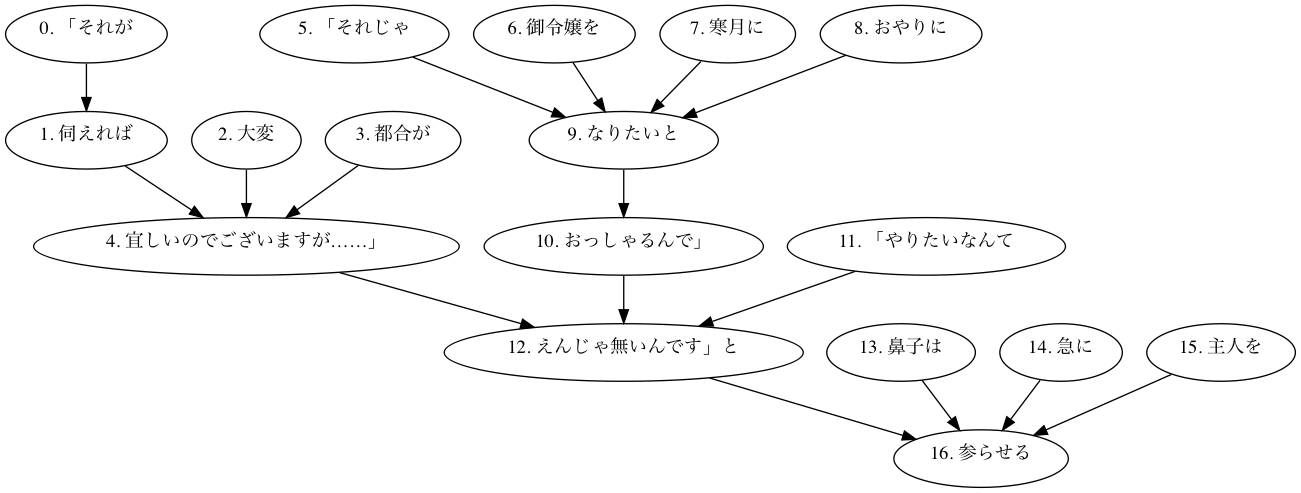 0. 「それが
5. 「それじゃ
6. 御令嬢を
7. 寒月に
8. おやりに
1. 伺えれば
2. 大変
3. 都合が
9. なりたいと
4. 宜しいのでございますが……」
10. おっしゃるんで」
11. 「やりたいなんて
12. えんじゃ無いんです」と
13. 鼻子は
14. 急に
15. 主人を
16. 参らせる